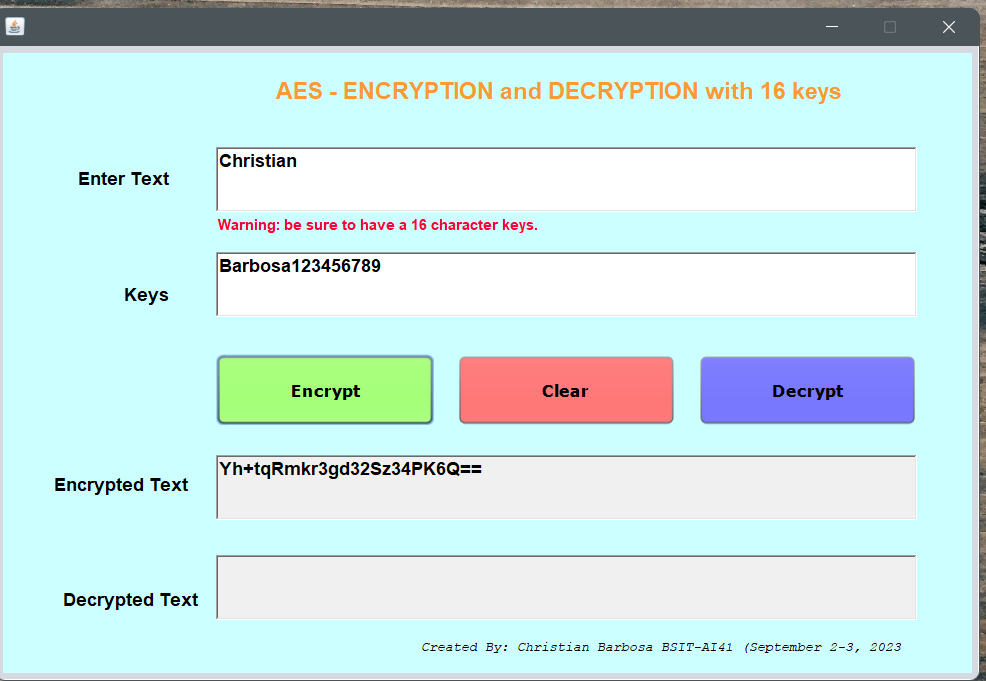 AES - ENCRYPTION and DECRYPTION with 16 keys
Enter Text
Christian
Warning: be sure to have a 16 character keys.
Keys
Barbosa123456789
Encrypt
Clear
Decrypt
Encrypted Text
Yh+tqRmkr3gd32Sz34PK6Q==
Decrypted Text
Created By: Christian Barbosa BSIT-AI41 (September 2-3, 2023